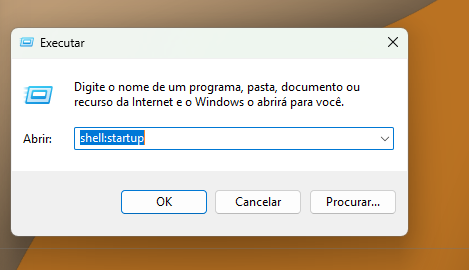 Executar
Digite o nome de um programa, pasta, documento ou
recurso da Internet e o Windows o abrirá para você.
Abrir: shell:startup
OK Cancelar Procurar...